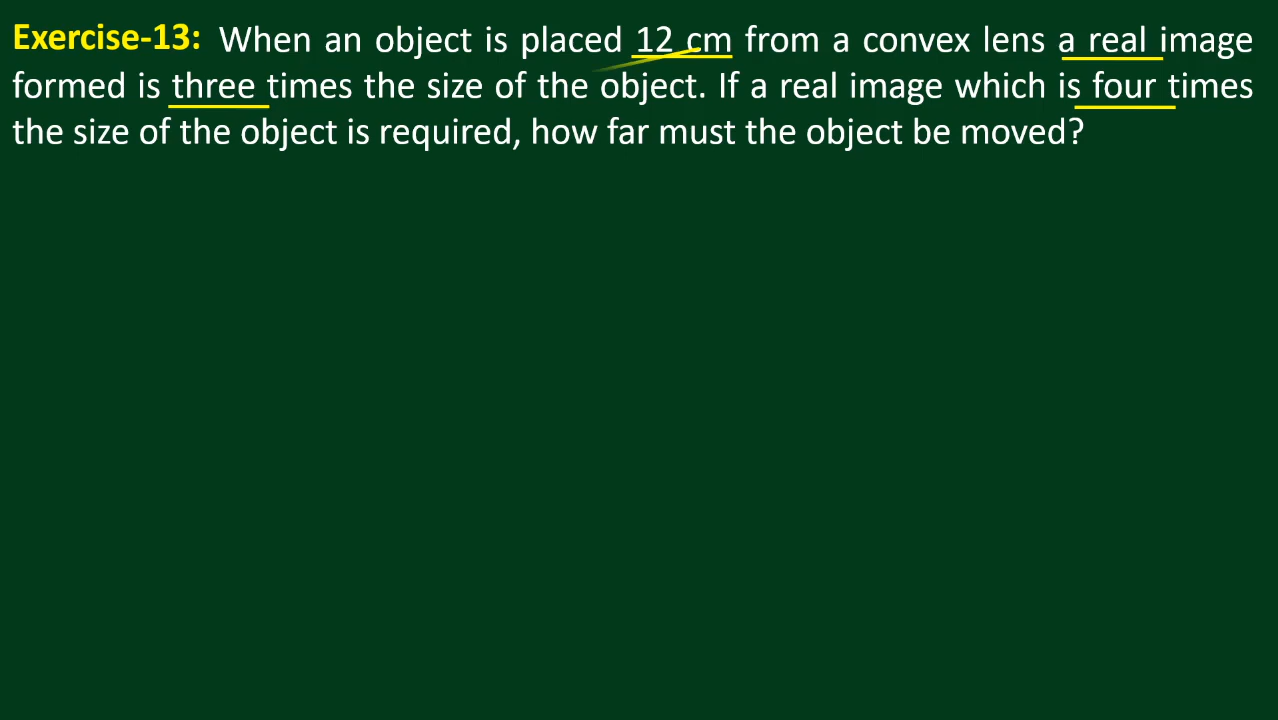 Exercise-13: When an object is placed 12 cm from a convex lens a real image
formed is three times the size of the object. If a real image which is four times
the size of the object is required, how far must the object be moved?